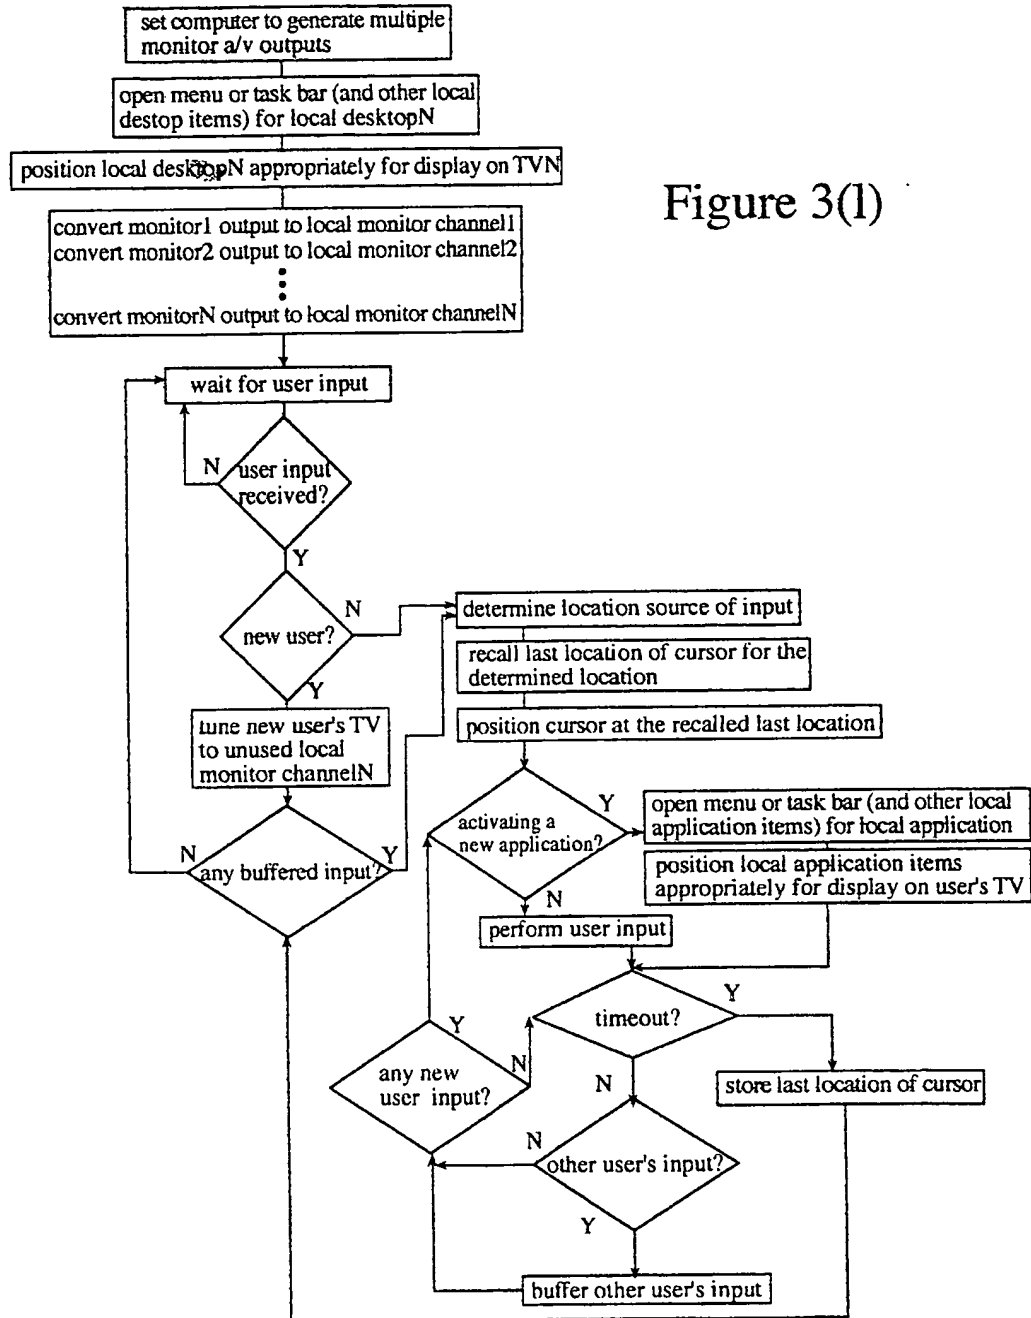 set computer to generate multiple
monitor a/v outputs
open menu or task bar (and other local
destop items) for local desktopN
position local desktopN appropriately for display on TVN
Figure 3(l)
convert monitor1 output to local monitor channel1
convert monitor2 output to local monitor channel2
convert monitorN output to local monitor channelN
wait for user input
N
user input
received?
Y
new user?
N
Y
determine location source of input
recall last location of cursor for the
determined location
position cursor at the recalled last location
tune new user's TV
to unused local
monitor channelN
N
any buffered input?
Y
activating a
new application?
Y
N
open menu or task bar (and other local
application items) for local application
position local application items
appropriately for display on user's TV
perform user input
timeout?
Y
N
store last location of cursor
any new
user input?
Y
N
other user's input?
N
Y
buffer other user's input